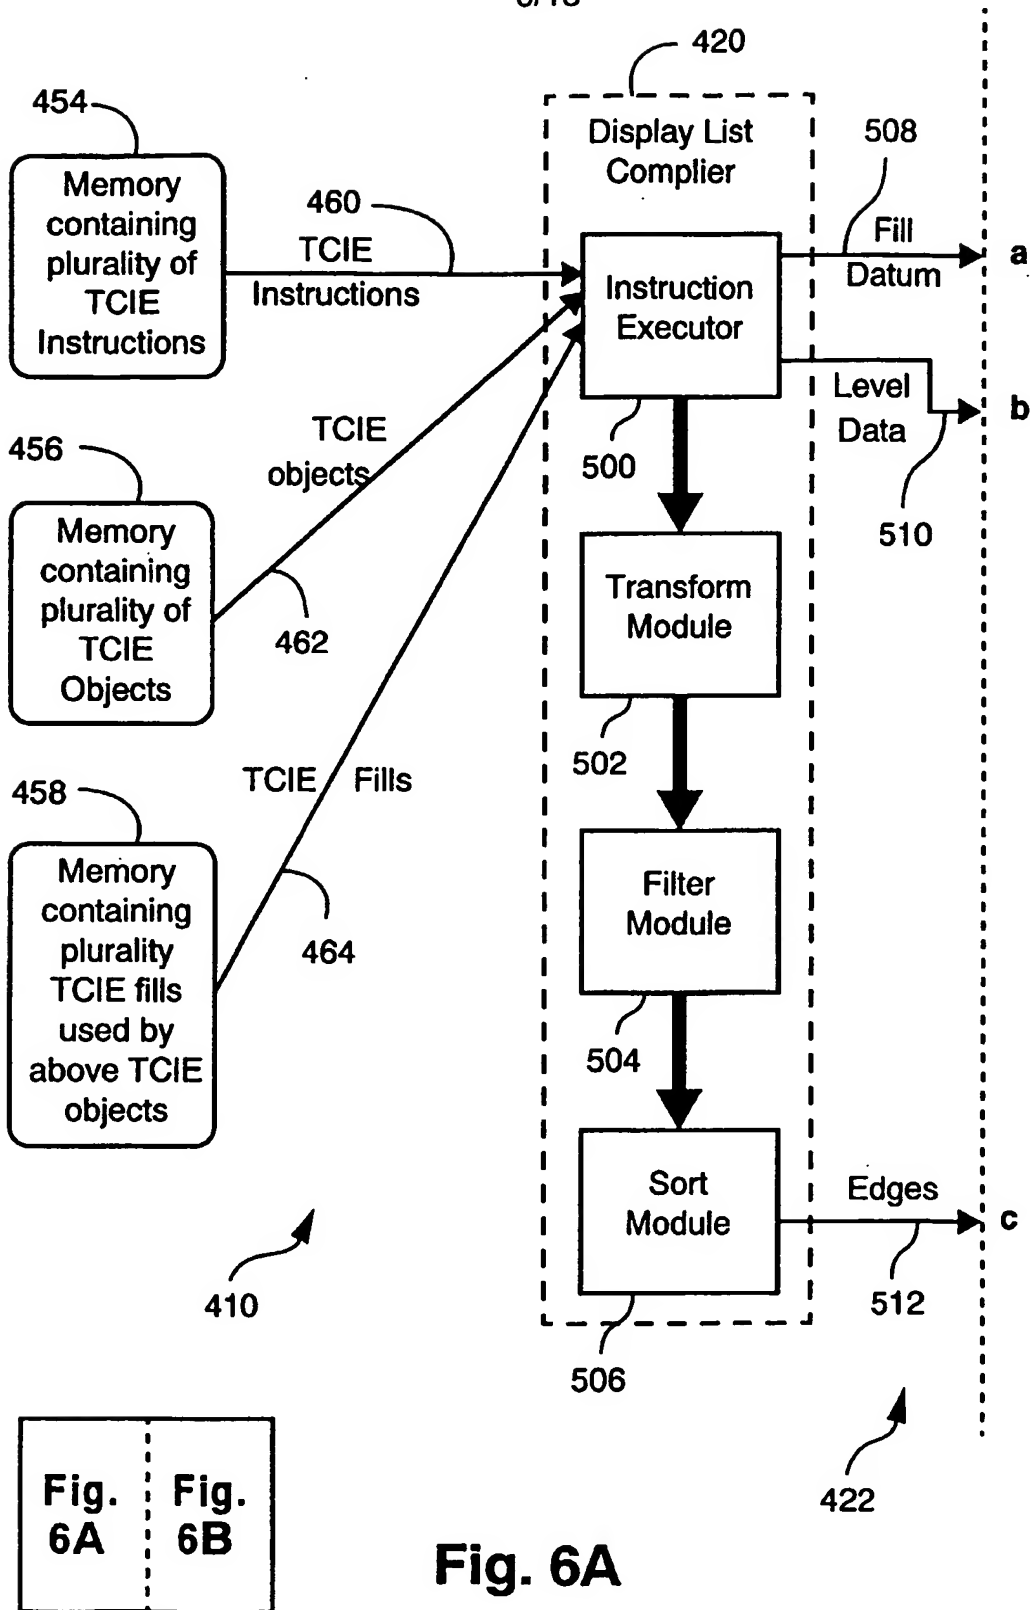 420
454
Display List
Complier
508
Memory
containing
plurality of
TCIE
Instructions
460
TCIE
Instructions
Fill
Datum
a
Instruction
Executor
Level
Data
b
500
510
TCIE
objects
456
Memory
containing
plurality of
TCIE
Objects
462
Transform
Module
502
TCIE Fills
458
Memory
containing
plurality
TCIE fills
used by
above TCIE
objects
464
Filter
Module
504
Sort
Module
Edges
c
512
410
506
422
Fig.
6A
Fig.
6B
Fig. 6A